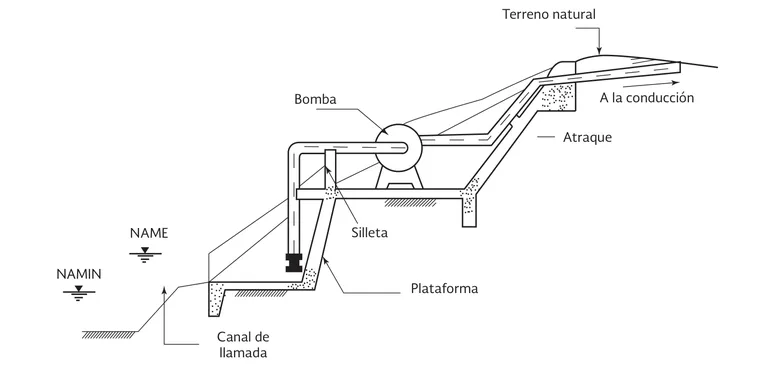 Terreno natural
Bomba
A la conducción
Atraque
Silleta
NAME
NAMIN
Plataforma
Canal de
llamada